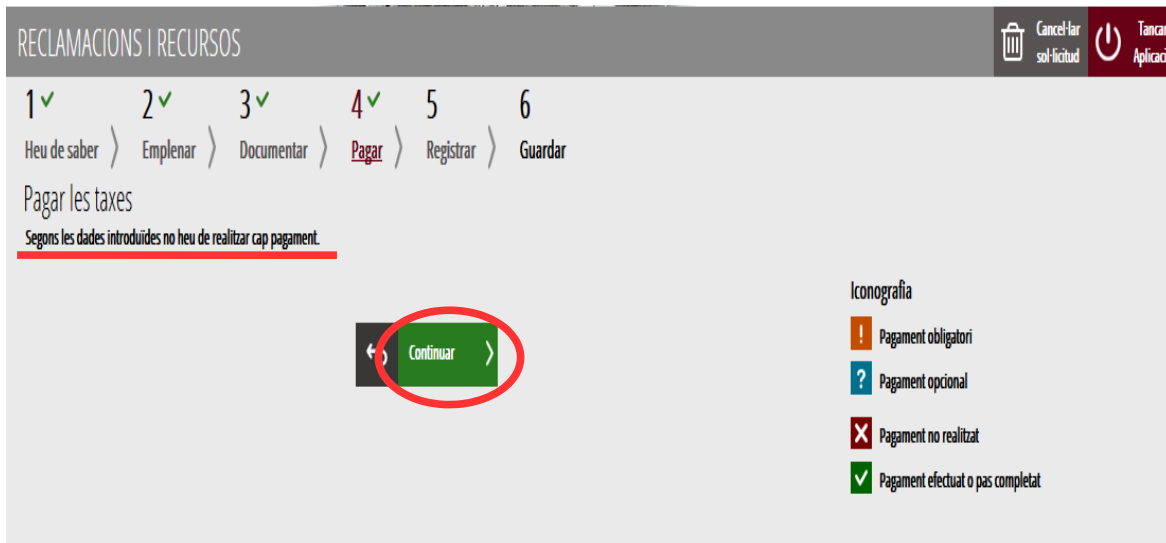 RECLAMACIONS I RECURSOS
Cancel·lar
sol·licitud
Tancar
Aplicaci
1 2 3 4 5 6
Heu de saber Emplenar Documentar Pagar Registrar Guardar
Pagar les taxes
Segons les dades introduïdes no heu de realitzar cap pagament.
Continuar
Iconografia
! Pagament obligatori
? Pagament opcional
Pagament no realitzat
Pagament efectuat o pas completat